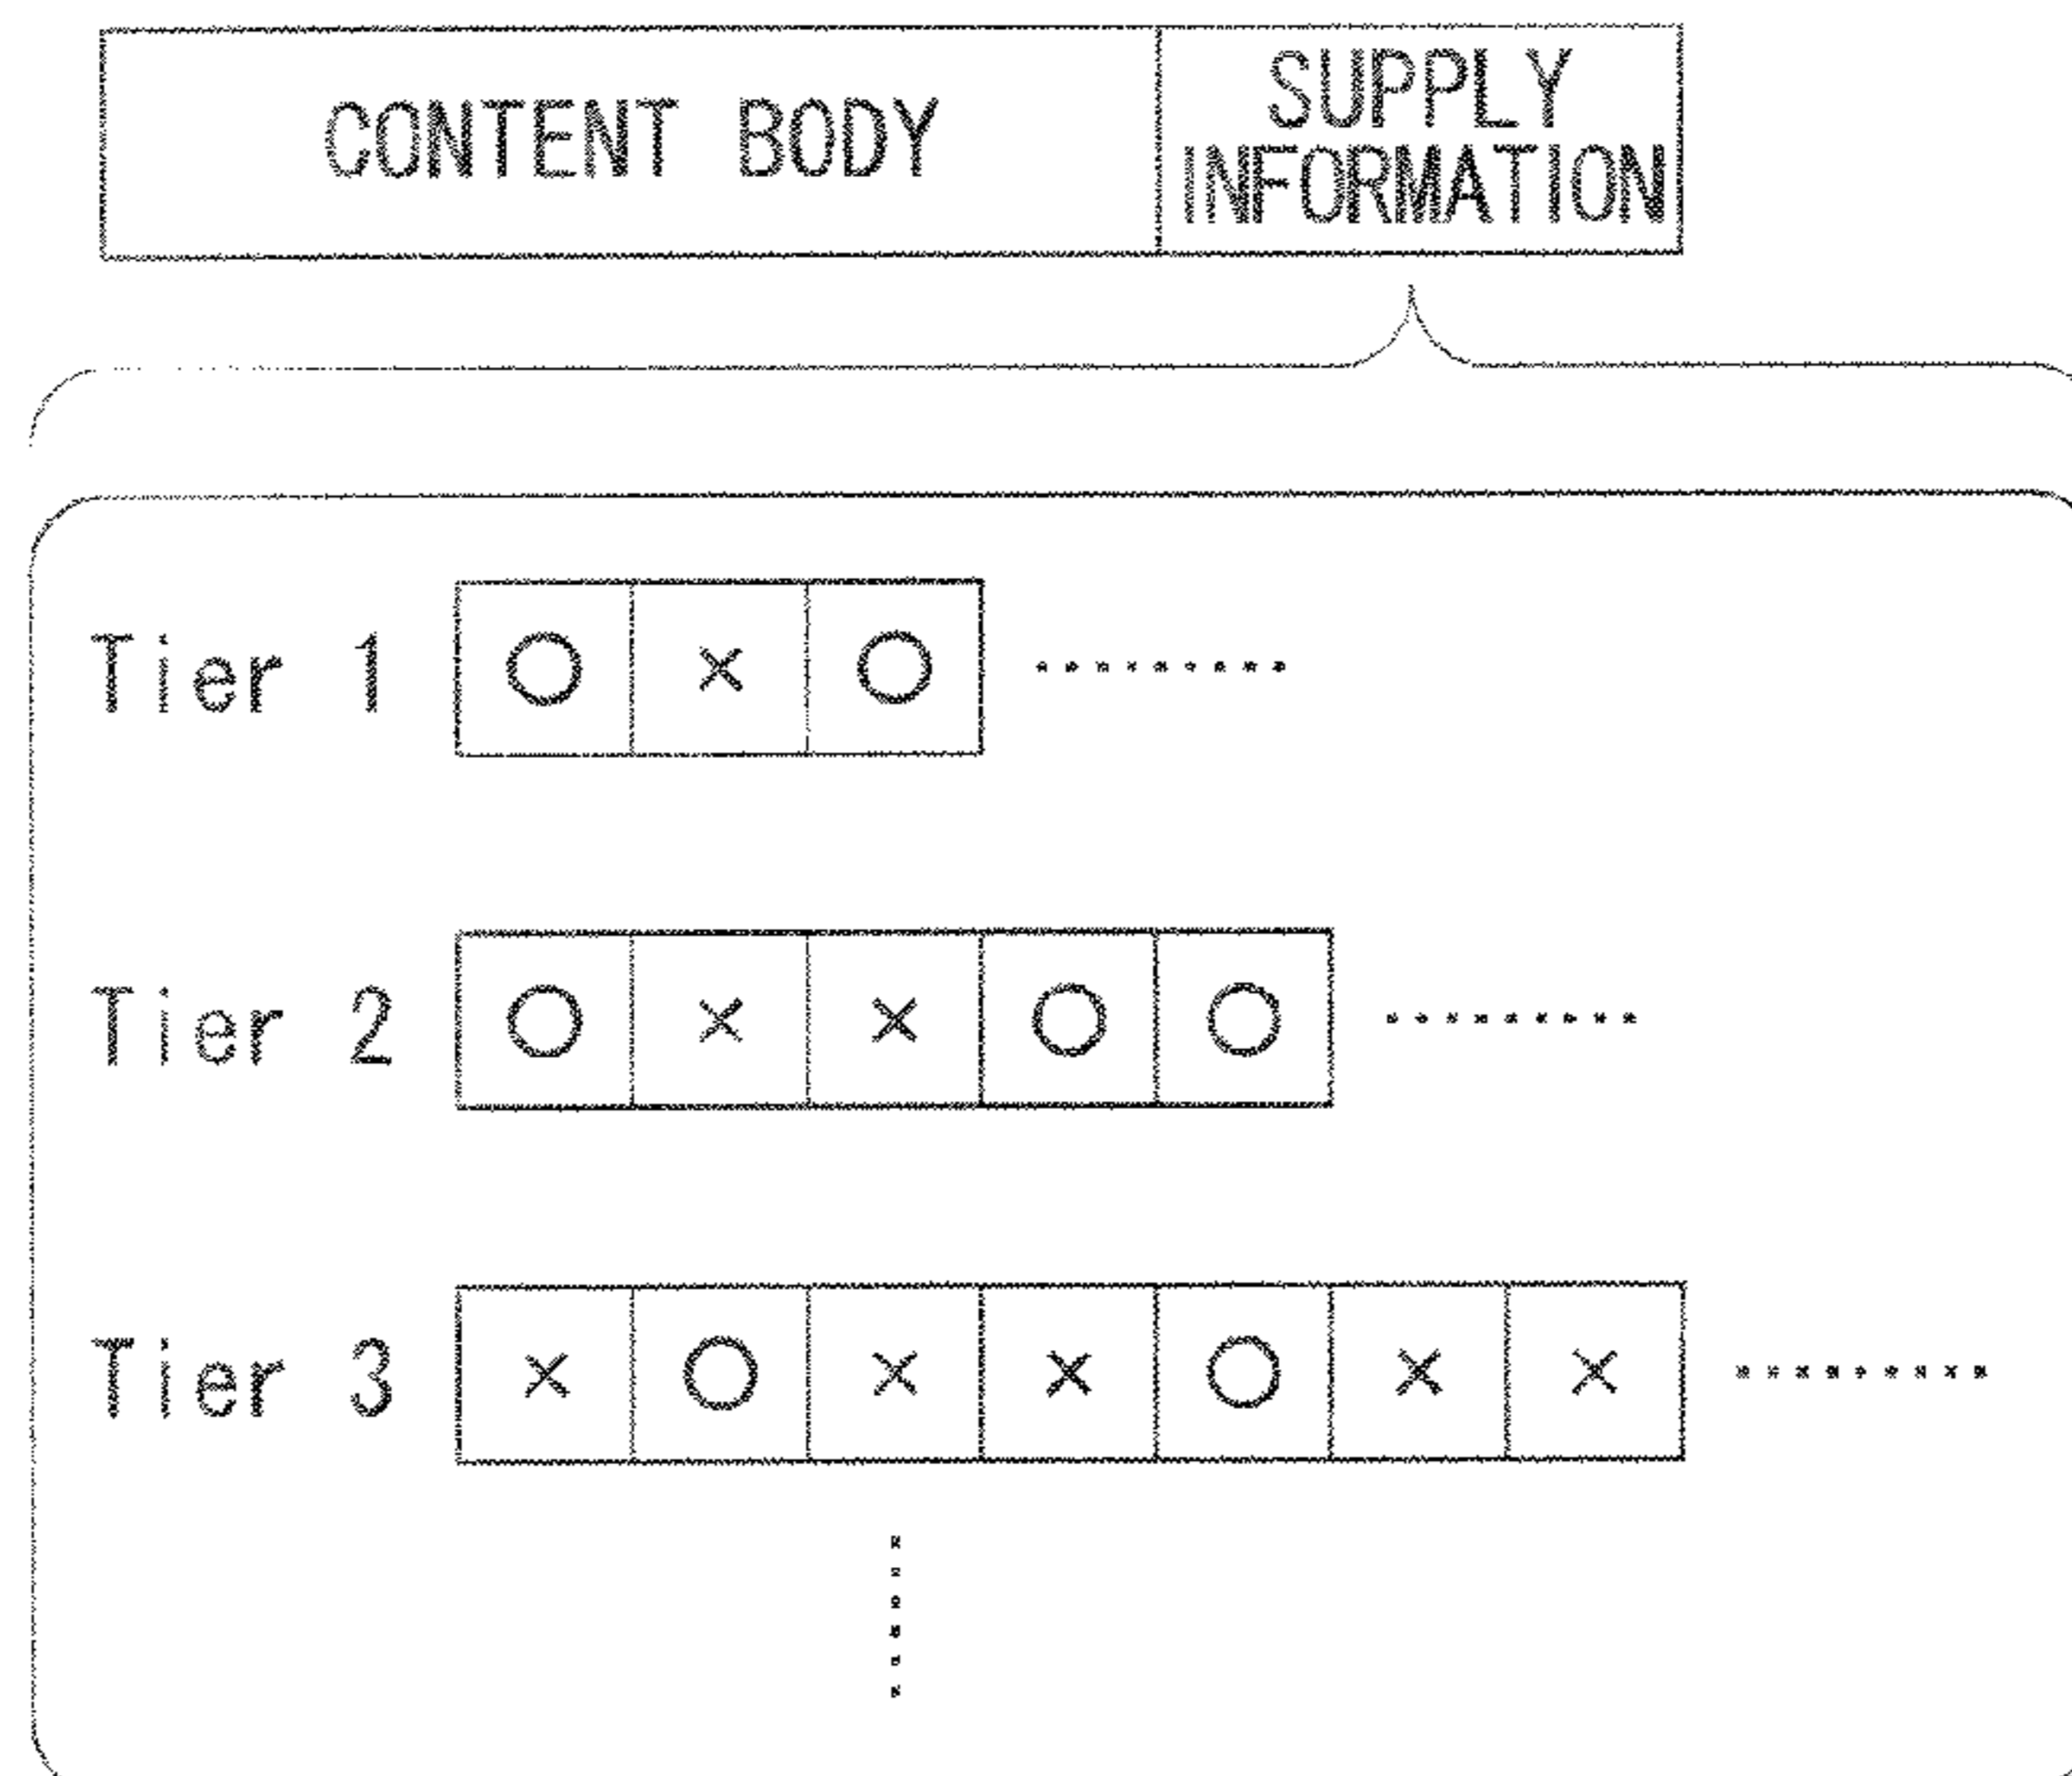 CONTENT BODY
SUPPLY
INFORMATION
Tier 1 ○ × ○ ·········
Tier 2 ○ × × ○ ○ ·········
Tier 3 × ○ × × ○ × × ·········